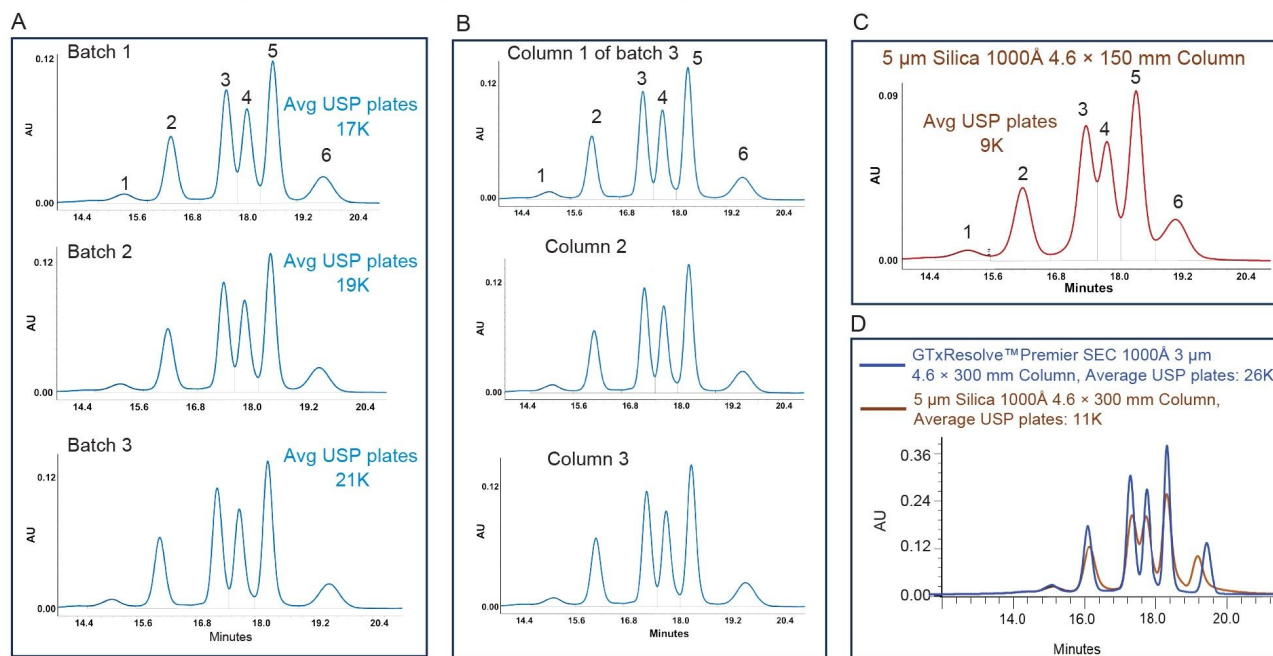 A
Batch 1
0.12
AU
0.00
1
2
3
4
5
6
Avg USP plates
17K
14.4 15.6 16.8 18.0 19.2 20.4
Batch 2
0.12
AU
0.00
Avg USP plates
19K
14.4 15.6 16.8 18.0 19.2 20.4
Batch 3
0.12
AU
0.00
Avg USP plates
21K
14.4 15.6 16.8 18.0 19.2 20.4
Minutes
B
Column 1 of batch 3
0.12
AU
0.00
1
2
3
4
5
6
14.4 15.6 16.8 18.0 19.2 20.4
Column 2
0.12
AU
0.00
14.4 15.6 16.8 18.0 19.2 20.4
Column 3
0.12
AU
0.00
14.4 15.6 16.8 18.0 19.2 20.4
Minutes
C
5 µm Silica 1000Å 4.6 × 150 mm Column
0.09
AU
0.00
Avg USP plates
9K
1
2
3
4
5
6
14.4 15.6 16.8 18.0 19.2 20.4
Minutes
D
GTxResolve™Premier SEC 1000Å 3 µm
4.6 × 300 mm Column, Average USP plates: 26K
5 µm Silica 1000Å 4.6 × 300 mm Column,
Average USP plates: 11K
0.36
0.24
0.12
0.00
AU
14.0 16.0 18.0 20.0
Minutes